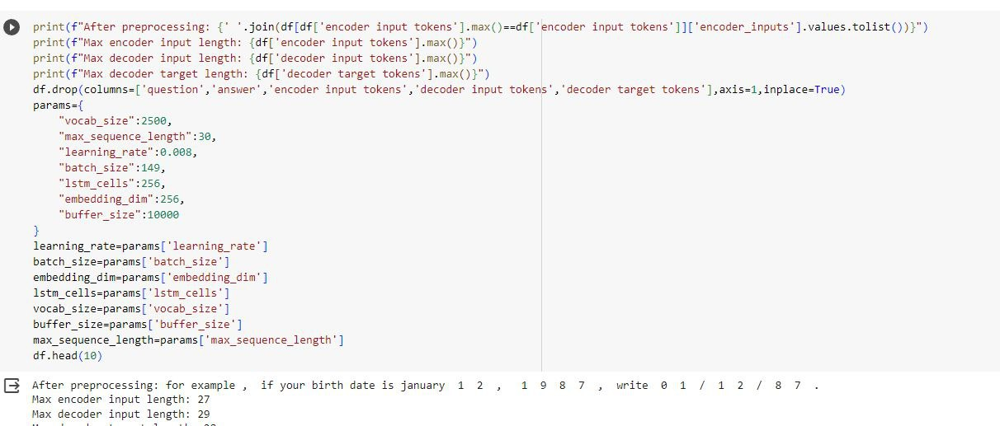 print(f"After preprocessing: {' '.join(df[df['encoder input tokens'].max()==df['encoder input tokens']]['encoder_inputs'].values.tolist())}")
print(f"Max encoder input length: {df['encoder input tokens'].max()}")
print(f"Max decoder input length: {df['decoder input tokens'].max()}")
print(f"Max decoder target length: {df['decoder target tokens'].max()}")
df.drop(columns=['question','answer','encoder input tokens','decoder input tokens','decoder target tokens'],axis=1,inplace=True)
params={
    "vocab_size":2500,
    "max_sequence_length":30,
    "learning_rate":0.008,
    "batch_size":149,
    "lstm_cells":256,
    "embedding_dim":256,
    "buffer_size":10000
}
learning_rate=params['learning_rate']
batch_size=params['batch_size']
embedding_dim=params['embedding_dim']
lstm_cells=params['lstm_cells']
vocab_size=params['vocab_size']
buffer_size=params['buffer_size']
max_sequence_length=params['max_sequence_length']
df.head(10)
After preprocessing: for example ,  if your birth date is january  1  2  ,   1  9  8  7  ,  write  0  1  /  1  2  /  8  7  .
Max encoder input length: 27
Max decoder input length: 29